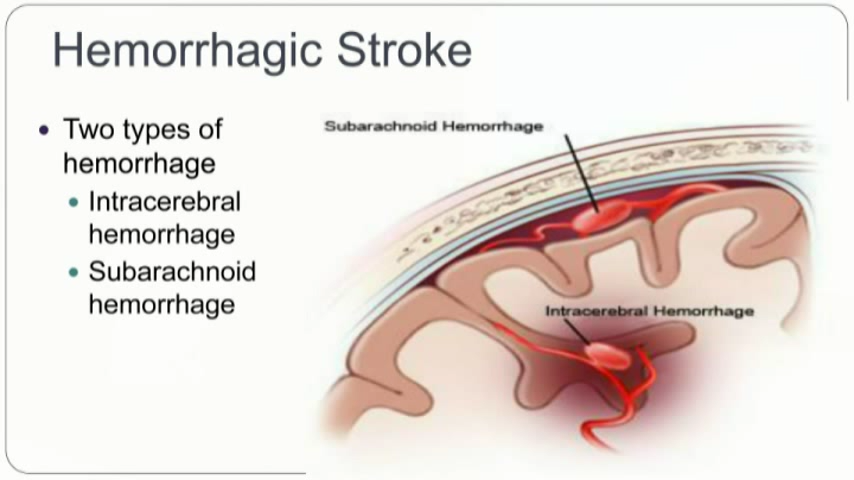 Hemorrhagic Stroke
Two types of
hemorrhage
Intracerebral
hemorrhage
Subarachnoid
hemorrhage
Subarachnoid Hemorrhage
Intracerebral Hemorrhage